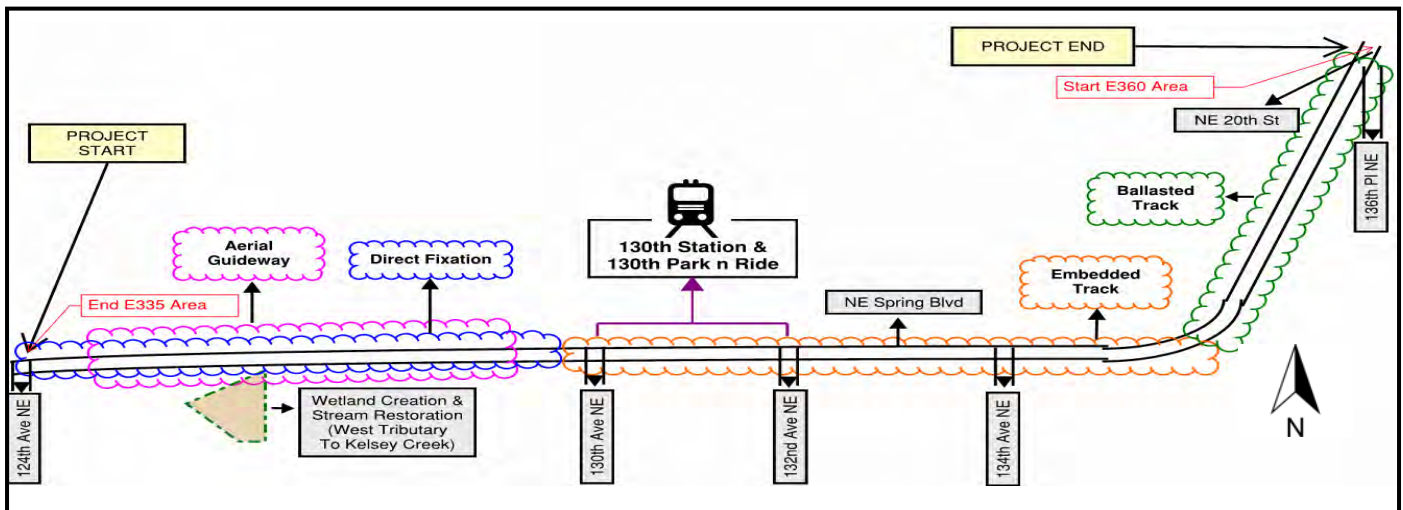 PROJECT END
Start E360 Area
NE 20th St
136th Pl NE
PROJECT
START
Ballasted
Track
130th Station &
130th Park n Ride
Aerial
Guideway
Direct Fixation
Embedded
Track
End E335 Area
NE Spring Blvd
124th Ave NE
Wetland Creation &
Stream Restoration
(West Tributary
To Kelsey Creek)
130th Ave NE
132nd Ave NE
134th Ave NE
N